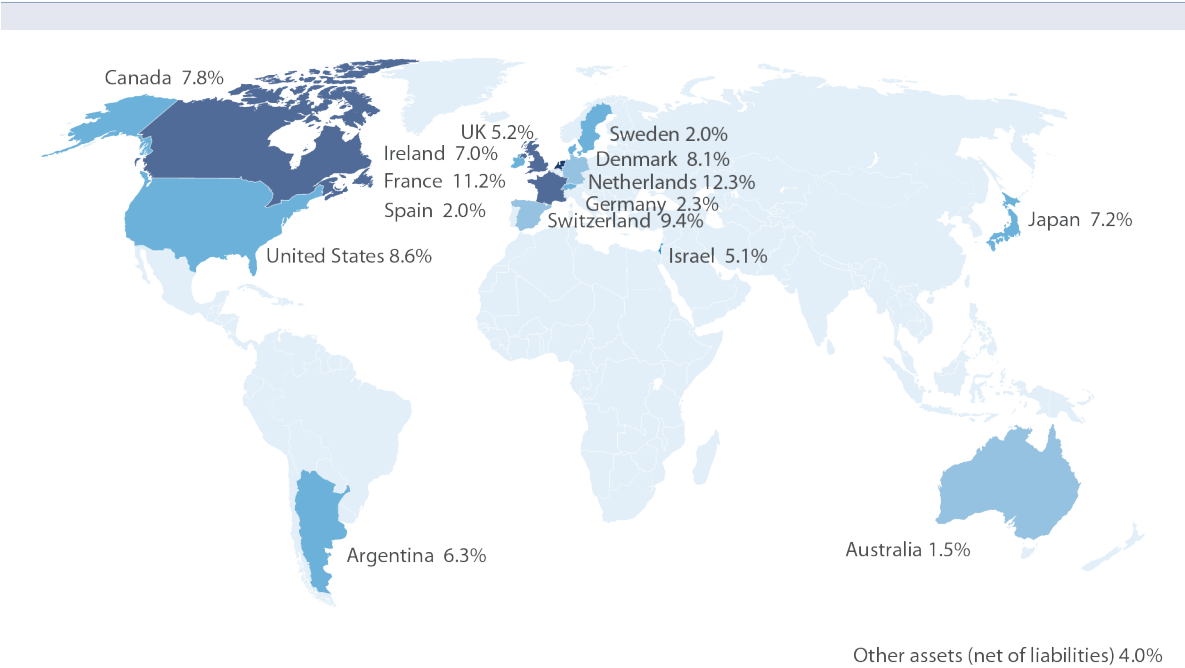 Canada 7.8%
UK 5.2%
Sweden 2.0%
Ireland 7.0%
Denmark 8.1%
France 11.2%
Netherlands 12.3%
Germany 2.3%
Spain 2.0%
Switzerland 9.4%
Japan 7.2%
United States 8.6%
Israel 5.1%
Argentina 6.3%
Australia 1.5%
Other assets (net of liabilities) 4.0%